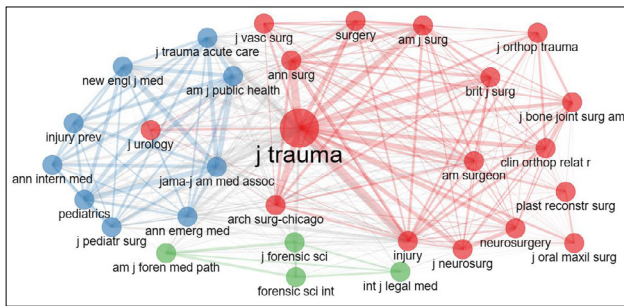 j vasc surg
surgery
am j surg
j orthop trauma
j trauma acute care
ann surg
new engl j med
am j public health
brit j surg
j bone joint surg am
injury prev
j urology
j trauma
clin orthop relat r
ann intern med
jama-j am med assoc
am surgeon
pediatrics
arch surg-chicago
plast reconstr surg
j pediatr surg
ann emerg med
injury
neurosurgery
j oral maxil surg
j neurosurg
am j foren med path
j forensic sci
forensic sci int
int j legal med